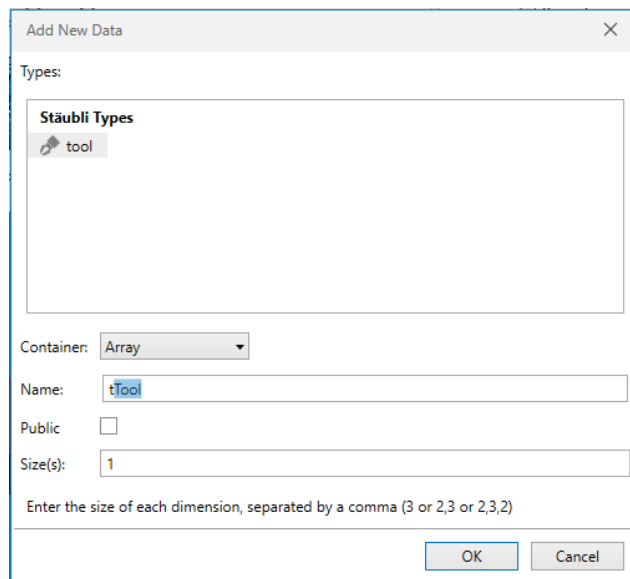 Add New Data
Types:
Stäubli Types
tool
Container: Array
Name: tTool
Public
Size(s): 1
Enter the size of each dimension, separated by a comma (3 or 2,3 or 2,3,2)
OK Cancel